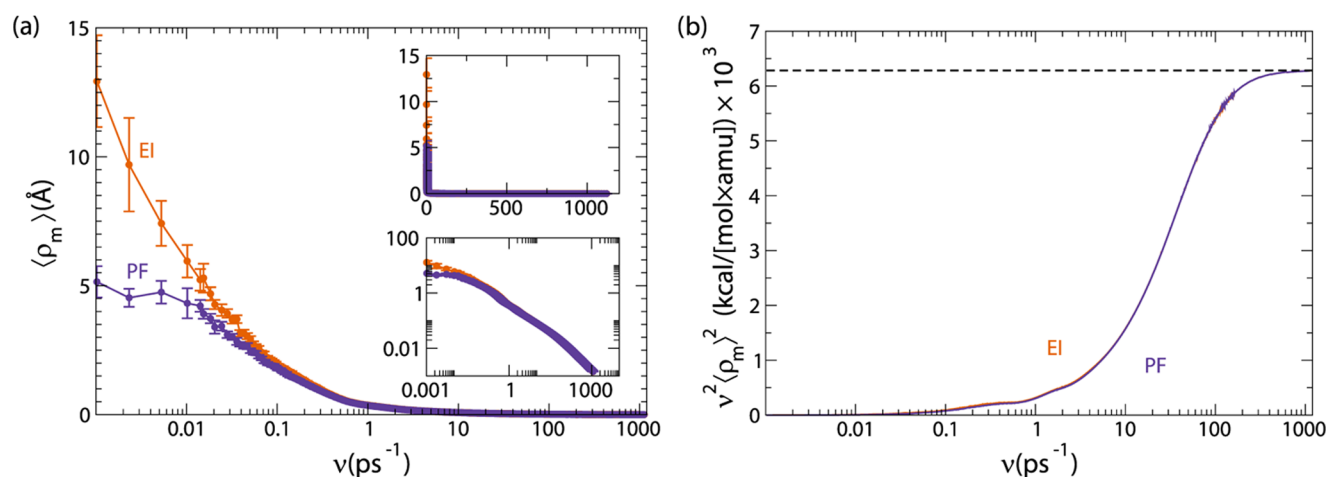 (a)
15
10
5
0
⟨ρm⟩(Å)
EI
PF
0.01 0.1 1 10 100 1000
ν(ps⁻¹)
15
10
5
0
0 500 1000
100
1
0.01
0.001 1 1000
(b)
7
6
5
4
3
2
1
0
ν²⟨ρm⟩² (kcal/[mol×amu]) × 10³
EI
PF
0.01 0.1 1 10 100 1000
ν(ps⁻¹)